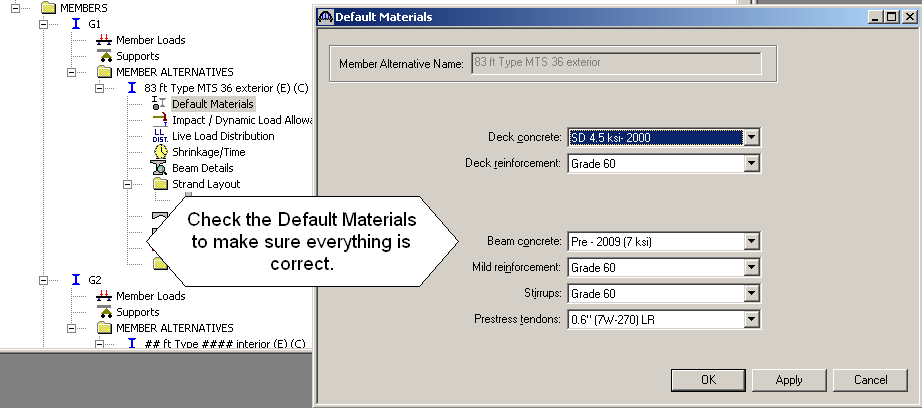 MEMBERS
G1
Member Loads
Supports
MEMBER ALTERNATIVES
83 ft Type MTS 36 exterior (E) (C)
Default Materials
Impact / Dynamic Load Allowa
LL DIST. Live Load Distribution
Shrinkage/Time
Beam Details
Strand Layout
Check the Default Materials
to make sure everything is
correct.
G2
Member Loads
Supports
MEMBER ALTERNATIVES
## ft Type #### interior (E) (C)
Default Materials
Member Alternative Name: 83 ft Type MTS 36 exterior
Deck concrete: SD 4.5 ksi- 2000
Deck reinforcement: Grade 60
Beam concrete: Pre - 2009 (7 ksi)
Mild reinforcement: Grade 60
Stirrups: Grade 60
Prestress tendons: 0.6" (7W-270) LR
OK Apply Cancel